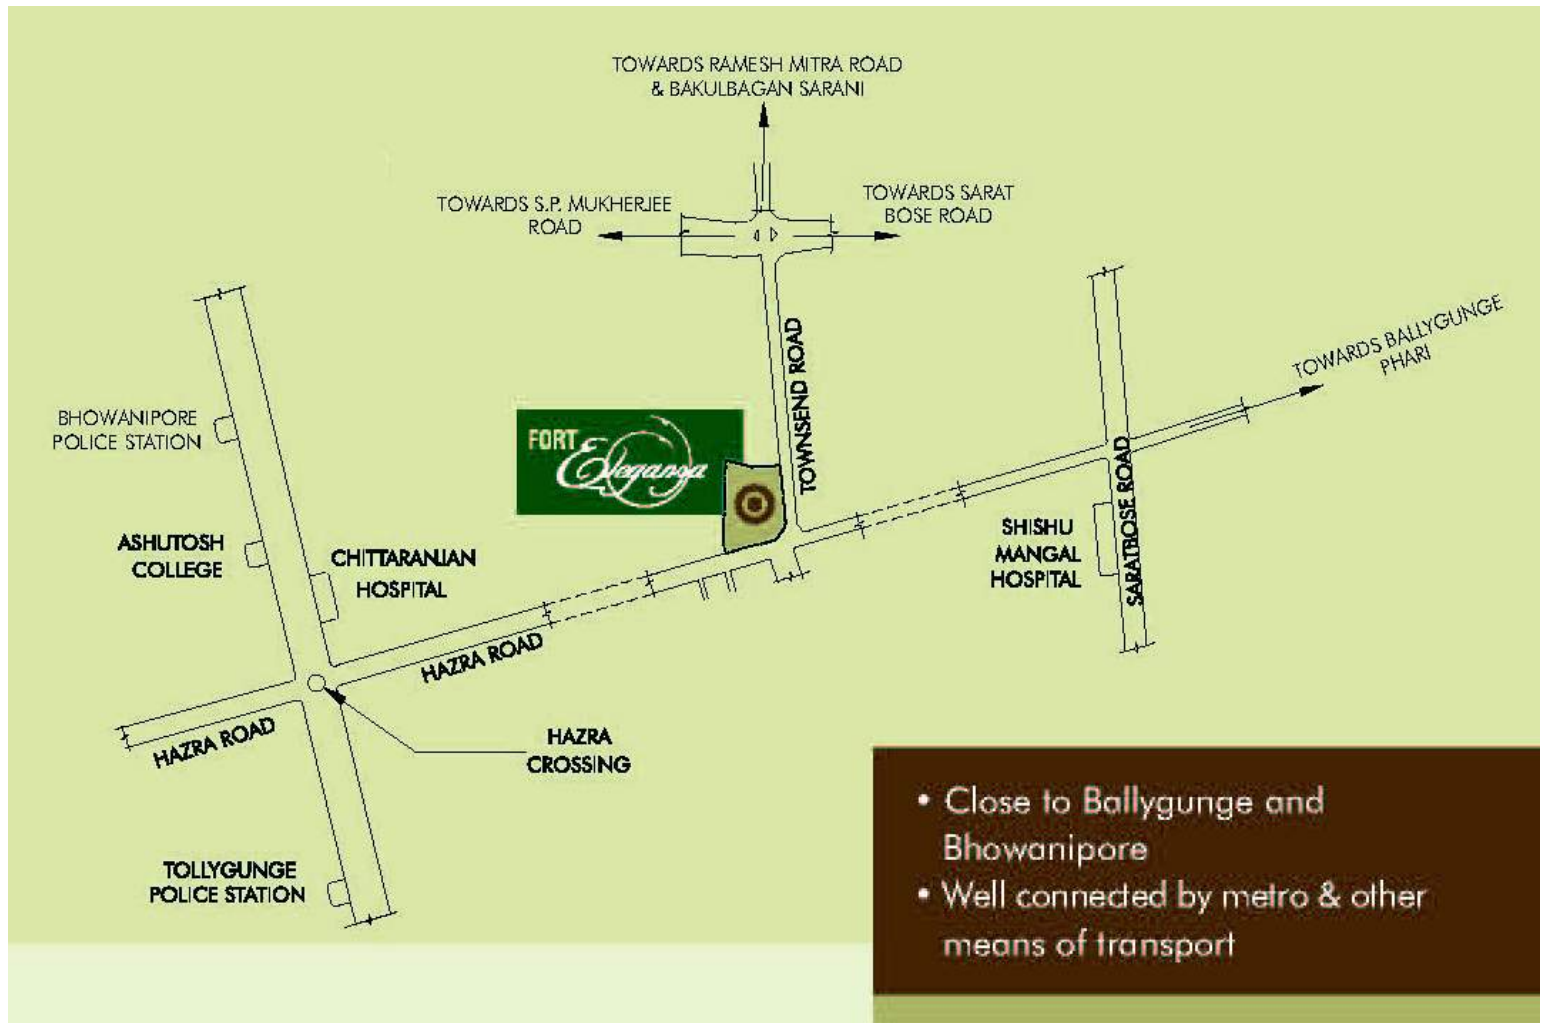 TOWARDS RAMESH MITRA ROAD
& BAKULBAGAN SARANI
TOWARDS S.P. MUKHERJEE
ROAD
TOWARDS SARAT
BOSE ROAD
TOWNSEND ROAD
TOWARDS BALLYGUNGE
PHARI
BHOWANIPORE
POLICE STATION
FORT
Eleganza
ASHUTOSH
COLLEGE
CHITTARANJAN
HOSPITAL
SHISHU
MANGAL
HOSPITAL
SARATBOSE ROAD
HAZRA ROAD
HAZRA ROAD
HAZRA
CROSSING
TOLLYGUNGE
POLICE STATION
• Close to Ballygunge and
Bhowanipore
• Well connected by metro & other
means of transport